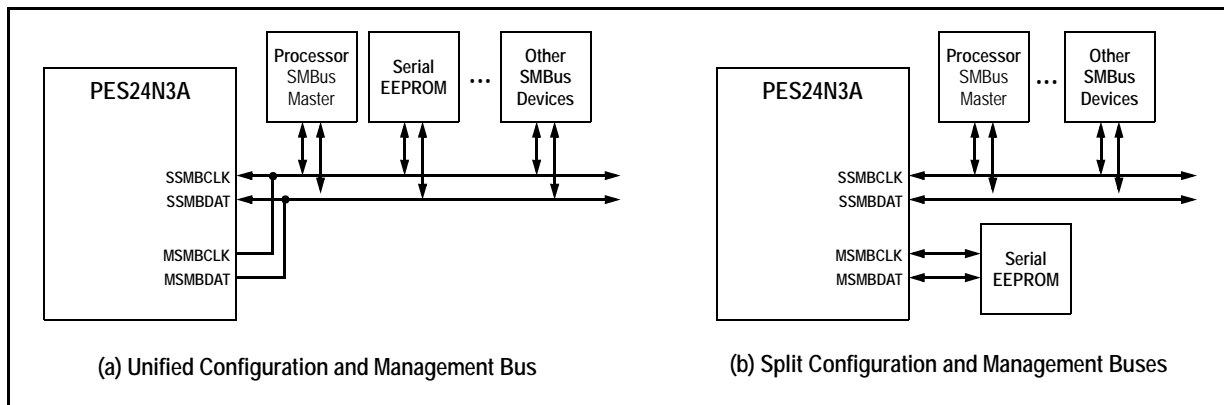 PES24N3A
Processor
SMBus
Master
Serial
EEPROM
...
Other
SMBus
Devices
SSMBCLK
SSMBDAT
MSMBCLK
MSMBDAT
(a) Unified Configuration and Management Bus
PES24N3A
Processor
SMBus
Master
...
Other
SMBus
Devices
SSMBCLK
SSMBDAT
MSMBCLK
MSMBDAT
Serial
EEPROM
(b) Split Configuration and Management Buses